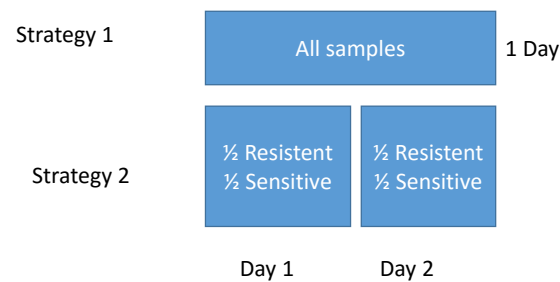 Strategy 1
All samples
1 Day
½ Resistent
½ Sensitive
½ Resistent
½ Sensitive
Strategy 2
Day 1
Day 2